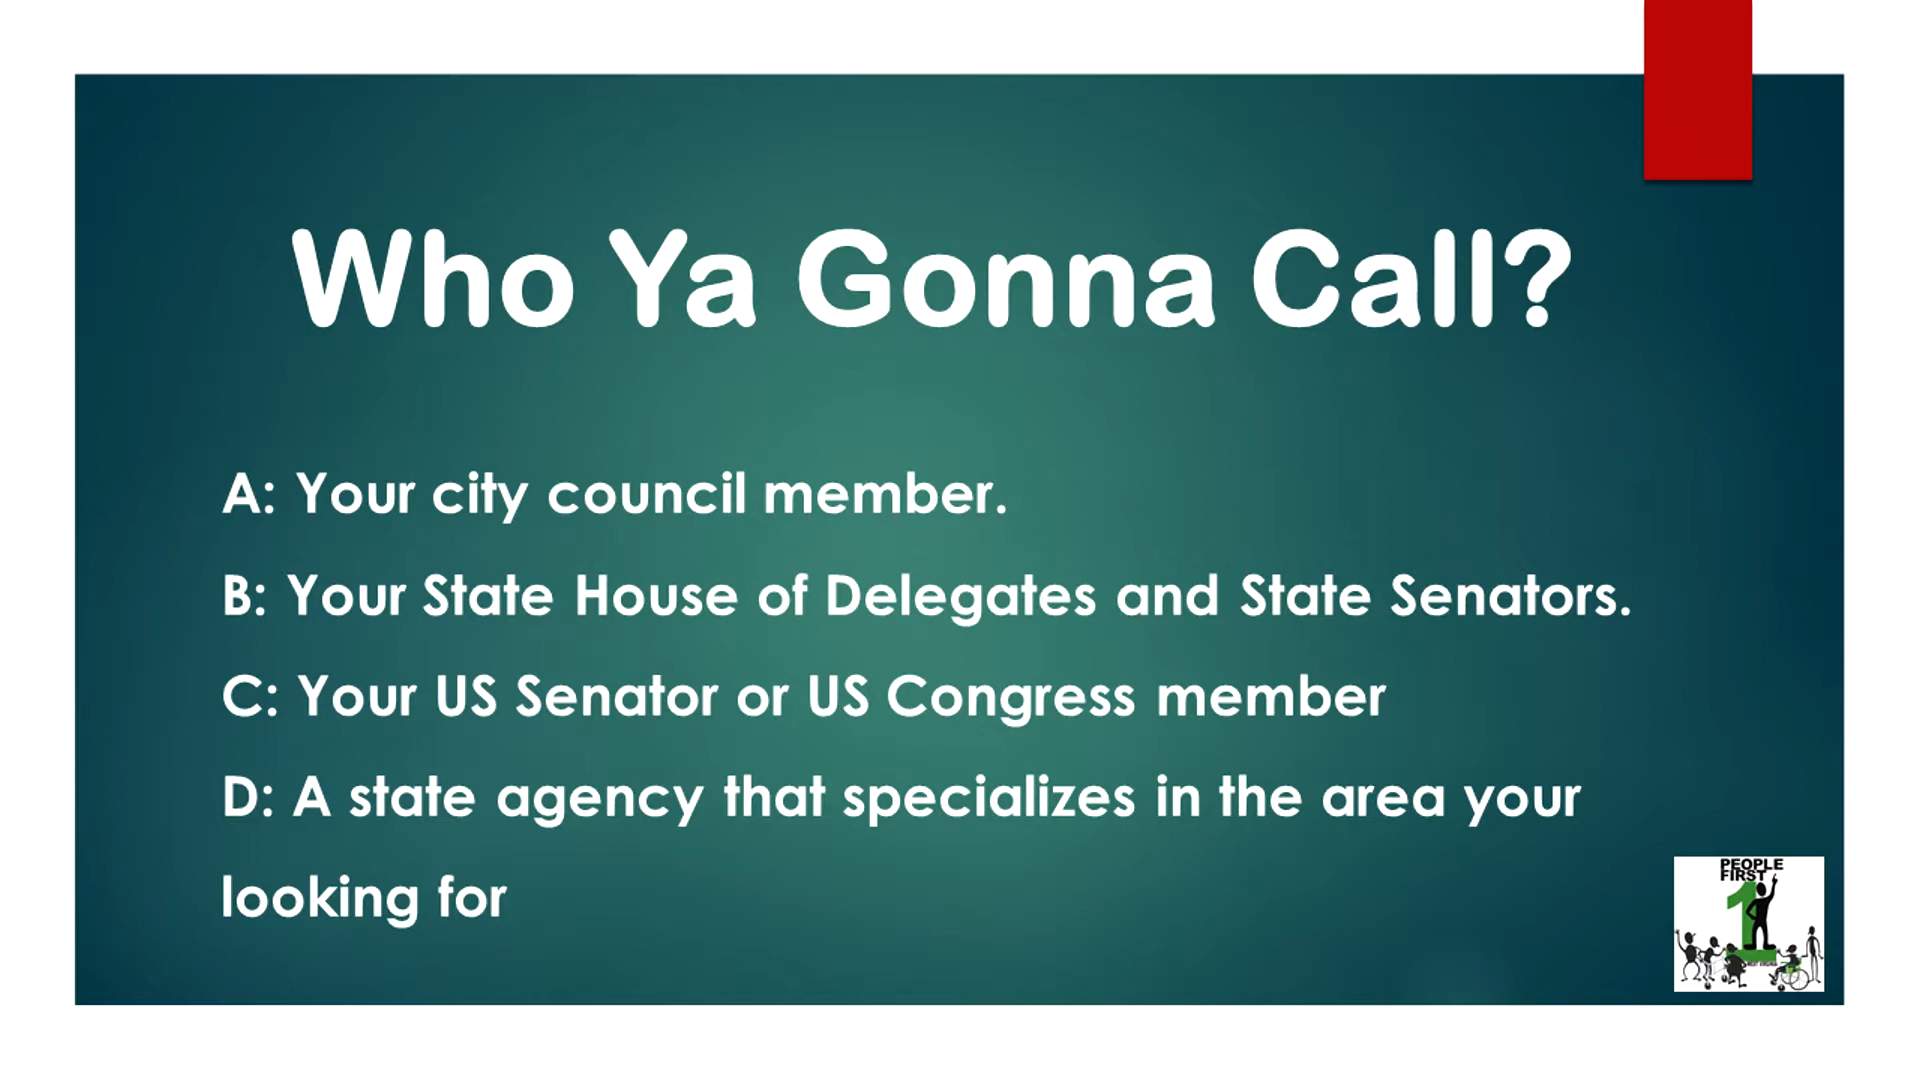 Who Ya Gonna Call?
A: Your city council member.
B: Your State House of Delegates and State Senators.
C: Your US Senator or US Congress member
D: A state agency that specializes in the area your
looking for
PEOPLE
FIRST
1